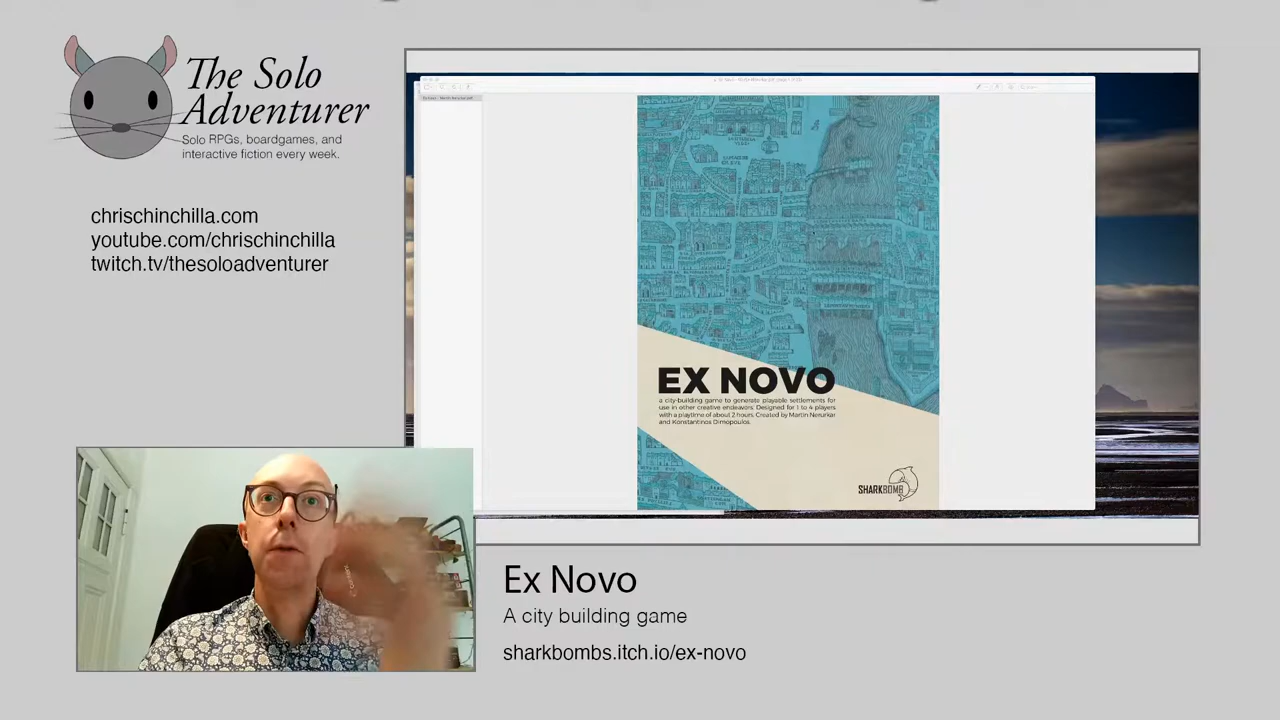 The Solo
Adventurer
Solo RPGs, boardgames, and
interactive fiction every week.
chrischinchilla.com
youtube.com/chrischinchilla
twitch.tv/thesoloadventurer
EX NOVO
a city-building game to generate playable settlements for
use in other creative endeavors. Designed for 1 to 4 players
with a playtime of about 2 hours. Created by Martin Nerurkar
and Konstantinos Dimopoulos.
SHARKBOMB
Ex Novo
A city building game
sharkbombs.itch.io/ex-novo